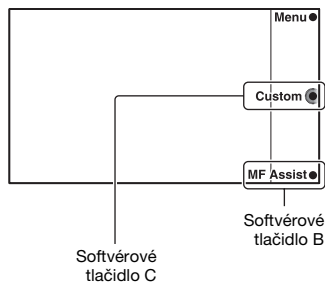 Menu
Custom
MF Assist
Softvérové
tlačidlo B
Softvérové
tlačidlo C